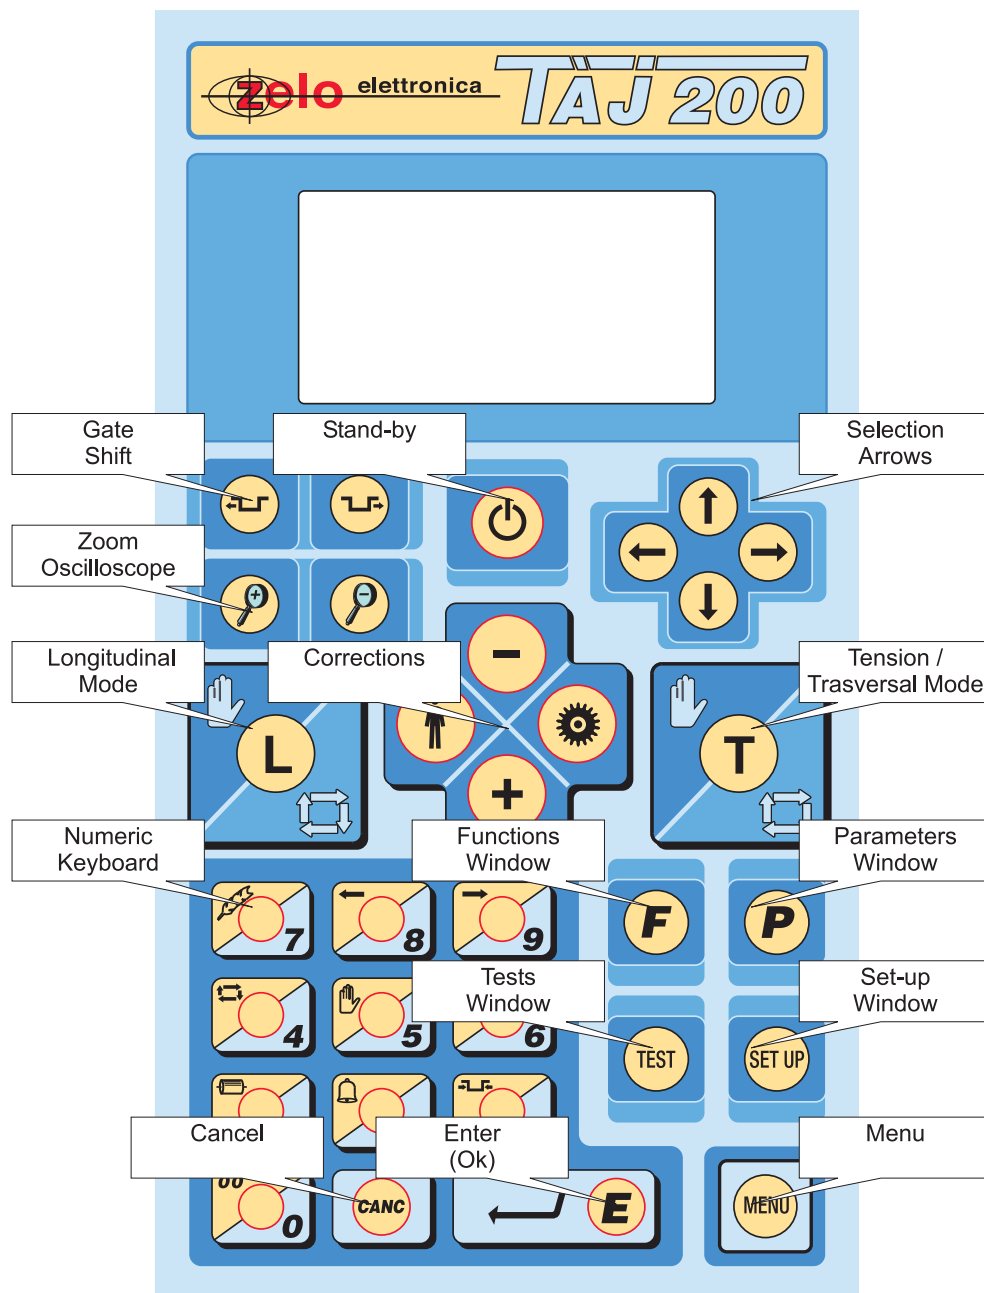 zelo elettronica TAJ 200
Gate
Shift
Stand-by
Selection
Arrows
Zoom
Oscilloscope
+
-
Longitudinal
Mode
Corrections
Tension /
Trasversal Mode
L
T
Numeric
Keyboard
Functions
Window
Parameters
Window
7
8
9
F
P
Tests
Window
Set-up
Window
4
5
6
TEST
SET UP
Cancel
Enter
(Ok)
Menu
00
0
CANC
E
MENU